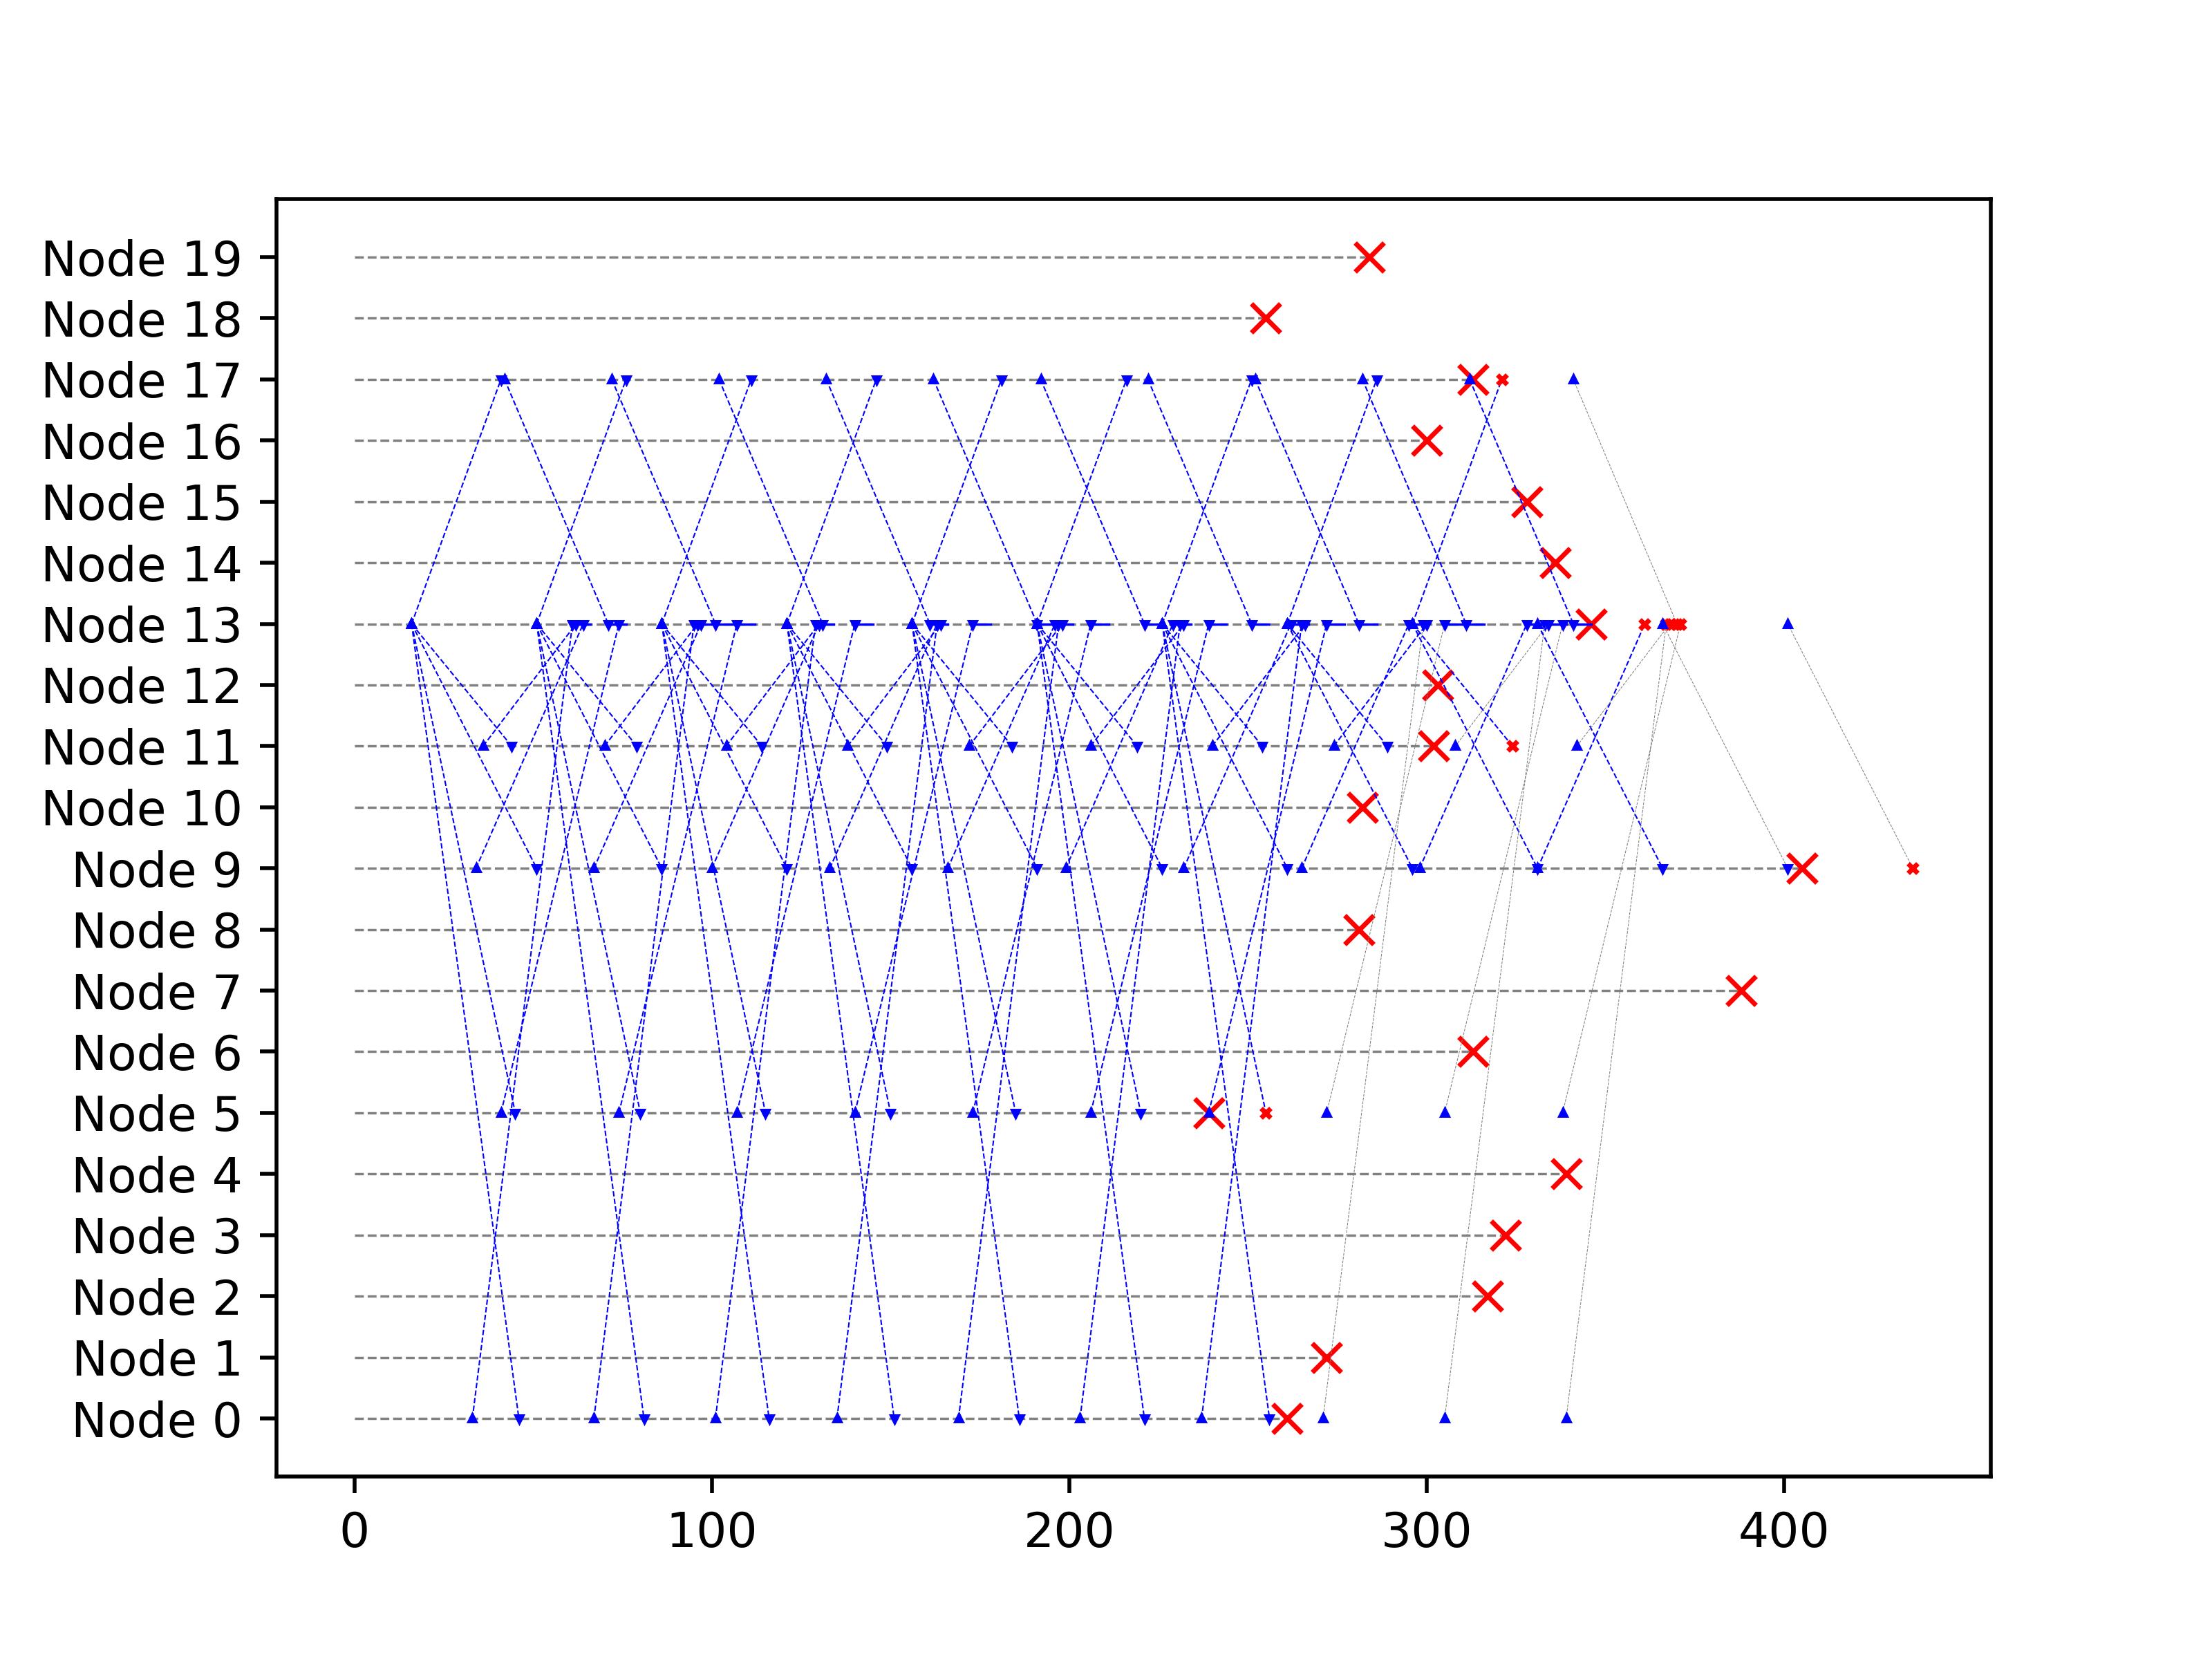 Node 19
Node 18
Node 17
Node 16
Node 15
Node 14
Node 13
Node 12
Node 11
Node 10
Node 9
Node 8
Node 7
Node 6
Node 5
Node 4
Node 3
Node 2
Node 1
Node 0
0 100 200 300 400